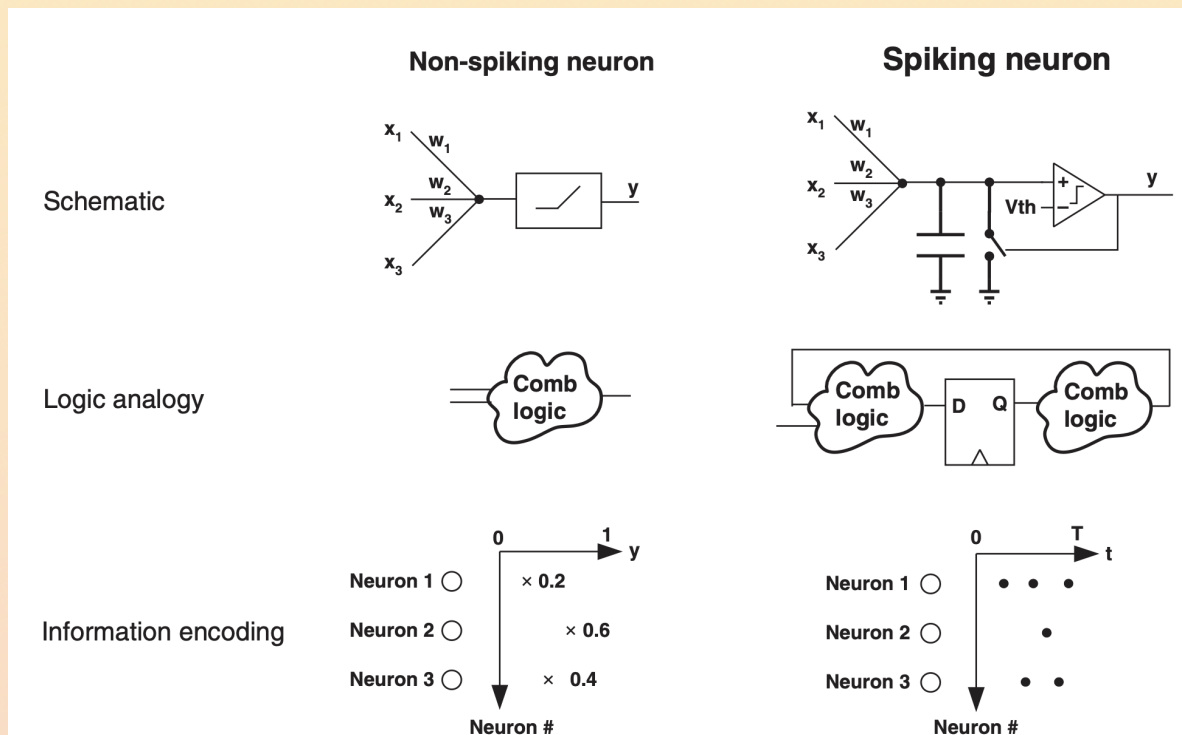 Non-spiking neuron
Spiking neuron
Schematic
x1
w1
x2
w2
w3
x3
y
x1
w1
x2
w2
w3
x3
Vth
+
−
y
Logic analogy
Comb
logic
Comb
logic
D Q
Comb
logic
Information encoding
0 1 y
Neuron 1 × 0.2
Neuron 2 × 0.6
Neuron 3 × 0.4
Neuron #
0 T t
Neuron 1
Neuron 2
Neuron 3
Neuron #